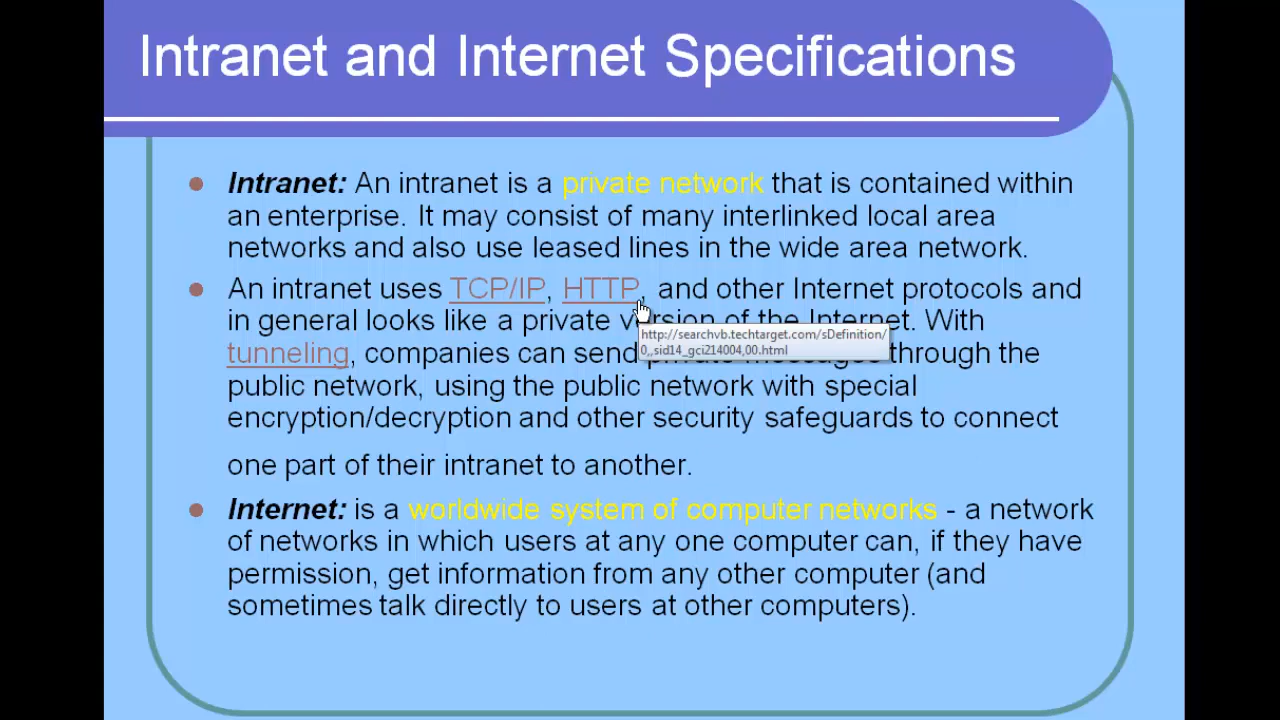 Intranet and Internet Specifications
Intranet: An intranet is a private network that is contained within
an enterprise. It may consist of many interlinked local area
networks and also use leased lines in the wide area network.
An intranet uses TCP/IP, HTTP, and other Internet protocols and
in general looks like a private version of the Internet. With
http://searchvb.techtarget.com/sDefinition/
0,,sid14_gci214004,00.html
tunneling, companies can send private messages through the
public network, using the public network with special
encryption/decryption and other security safeguards to connect
one part of their intranet to another.
Internet: is a worldwide system of computer networks - a network
of networks in which users at any one computer can, if they have
permission, get information from any other computer (and
sometimes talk directly to users at other computers).